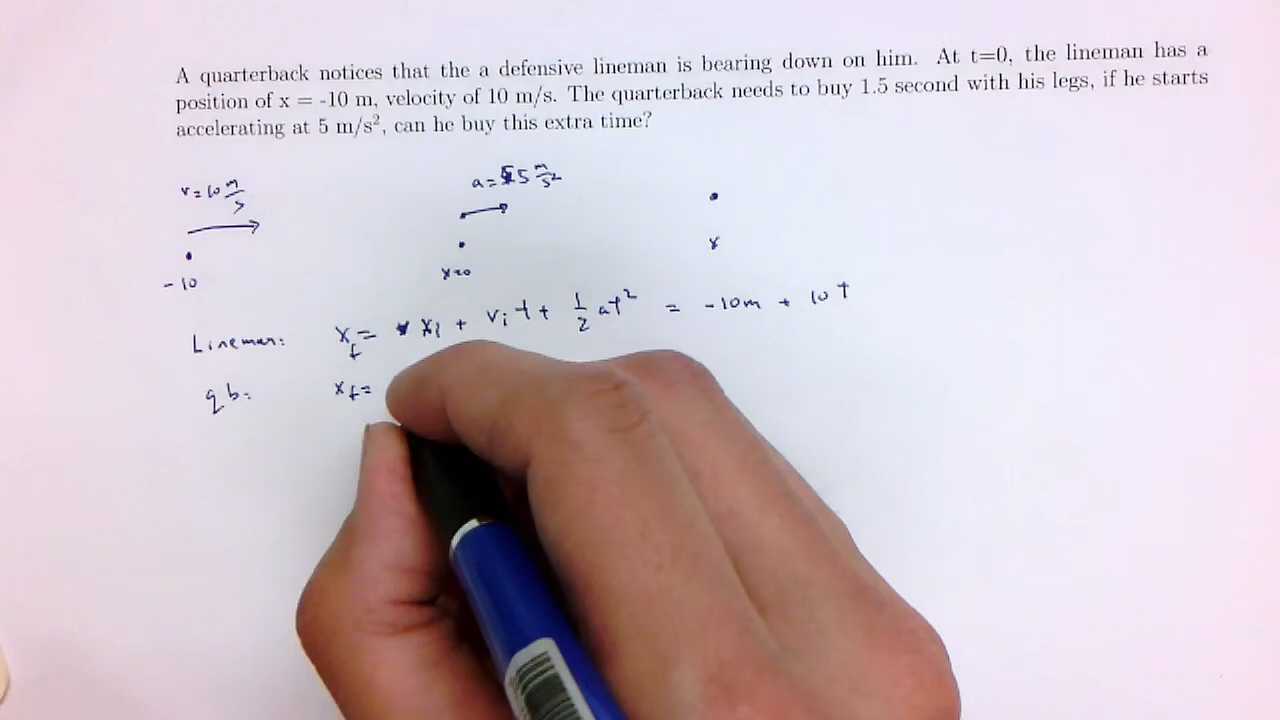 A quarterback notices that the a defensive lineman is bearing down on him. At t=0, the lineman has a
position of x = -10 m, velocity of 10 m/s. The quarterback needs to buy 1.5 second with his legs, if he starts
accelerating at 5 m/s², can he buy this extra time?
v=10 m/s
a= 5 m/s²
-10
x=0
x
Lineman: x_f = x_i + v_i t + 1/2 at² = -10m + 10t
qb: x_f=